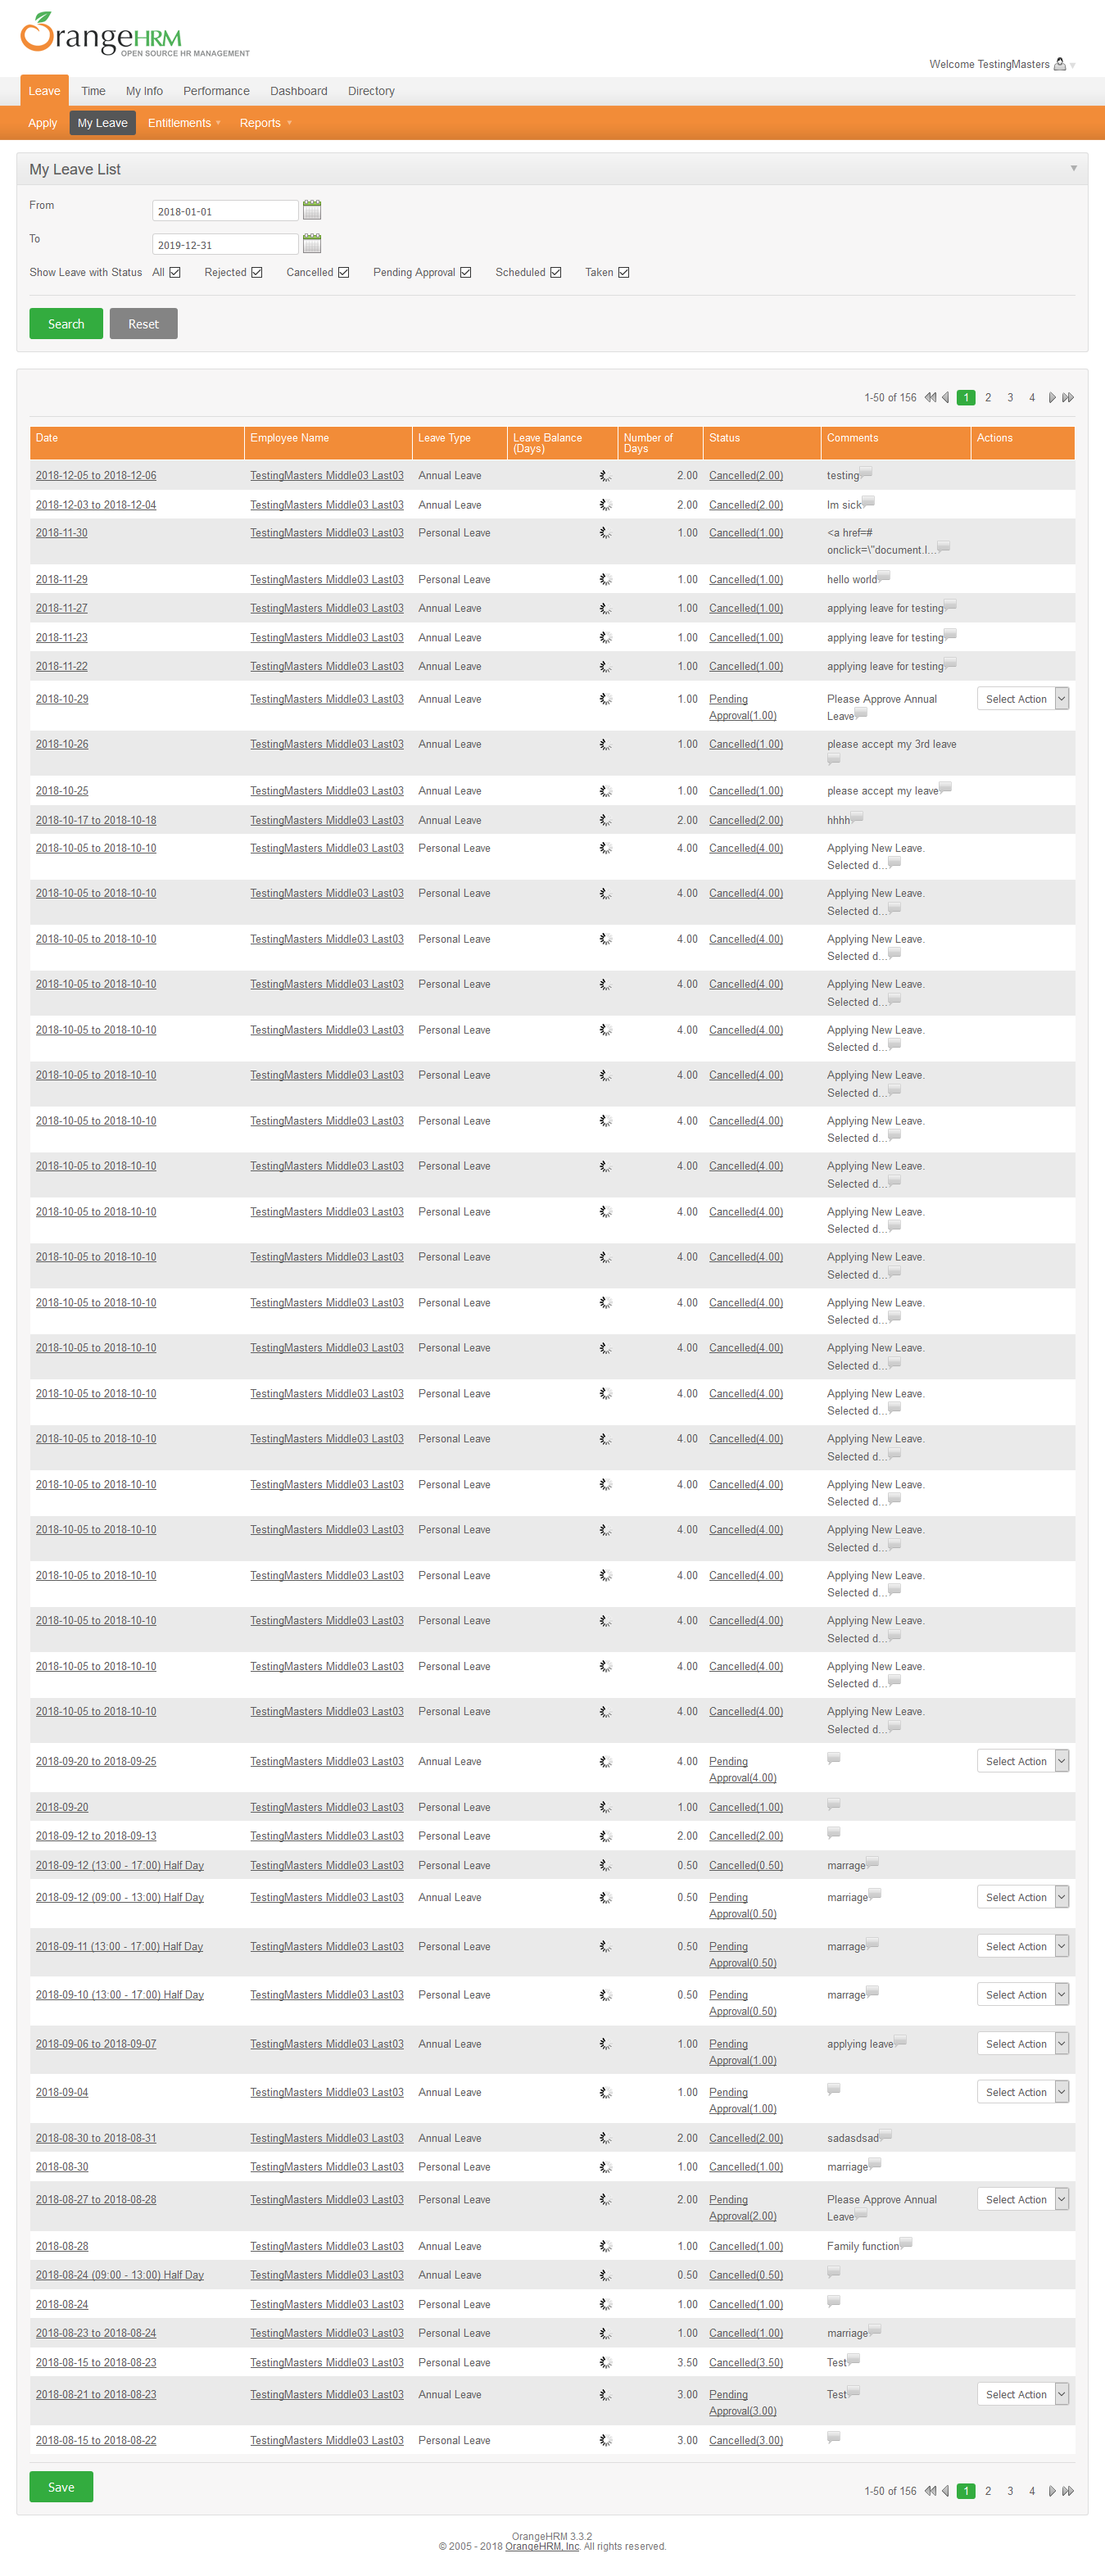 OrangeHRM
OPEN SOURCE HR MANAGEMENT
Welcome TestingMasters
Leave Time My Info Performance Dashboard Directory
Apply My Leave Entitlements Reports
My Leave List
From 2018-01-01
To 2019-12-31
Show Leave with Status All Rejected Cancelled Pending Approval Scheduled Taken
Search Reset
1-50 of 156 1 2 3 4
Date Employee Name Leave Type Leave Balance (Days) Number of Days Status Comments Actions
2018-12-05 to 2018-12-06 TestingMasters Middle03 Last03 Annual Leave 2.00 Cancelled(2.00) testing
2018-12-03 to 2018-12-04 TestingMasters Middle03 Last03 Annual Leave 2.00 Cancelled(2.00) Im sick
2018-11-30 TestingMasters Middle03 Last03 Personal Leave 1.00 Cancelled(1.00) <a href=#
onclick=\"document.l...
2018-11-29 TestingMasters Middle03 Last03 Personal Leave 1.00 Cancelled(1.00) hello world
2018-11-27 TestingMasters Middle03 Last03 Annual Leave 1.00 Cancelled(1.00) applying leave for testing
2018-11-23 TestingMasters Middle03 Last03 Annual Leave 1.00 Cancelled(1.00) applying leave for testing
2018-11-22 TestingMasters Middle03 Last03 Annual Leave 1.00 Cancelled(1.00) applying leave for testing
2018-10-29 TestingMasters Middle03 Last03 Annual Leave 1.00 Pending Please Approve Annual Select Action
Approval(1.00) Leave
2018-10-26 TestingMasters Middle03 Last03 Annual Leave 1.00 Cancelled(1.00) please accept my 3rd leave
2018-10-25 TestingMasters Middle03 Last03 Annual Leave 1.00 Cancelled(1.00) please accept my leave
2018-10-17 to 2018-10-18 TestingMasters Middle03 Last03 Annual Leave 2.00 Cancelled(2.00) hhhh
2018-10-05 to 2018-10-10 TestingMasters Middle03 Last03 Personal Leave 4.00 Cancelled(4.00) Applying New Leave.
Selected d...
2018-10-05 to 2018-10-10 TestingMasters Middle03 Last03 Personal Leave 4.00 Cancelled(4.00) Applying New Leave.
Selected d...
2018-10-05 to 2018-10-10 TestingMasters Middle03 Last03 Personal Leave 4.00 Cancelled(4.00) Applying New Leave.
Selected d...
2018-10-05 to 2018-10-10 TestingMasters Middle03 Last03 Personal Leave 4.00 Cancelled(4.00) Applying New Leave.
Selected d...
2018-10-05 to 2018-10-10 TestingMasters Middle03 Last03 Personal Leave 4.00 Cancelled(4.00) Applying New Leave.
Selected d...
2018-10-05 to 2018-10-10 TestingMasters Middle03 Last03 Personal Leave 4.00 Cancelled(4.00) Applying New Leave.
Selected d...
2018-10-05 to 2018-10-10 TestingMasters Middle03 Last03 Personal Leave 4.00 Cancelled(4.00) Applying New Leave.
Selected d...
2018-10-05 to 2018-10-10 TestingMasters Middle03 Last03 Personal Leave 4.00 Cancelled(4.00) Applying New Leave.
Selected d...
2018-10-05 to 2018-10-10 TestingMasters Middle03 Last03 Personal Leave 4.00 Cancelled(4.00) Applying New Leave.
Selected d...
2018-10-05 to 2018-10-10 TestingMasters Middle03 Last03 Personal Leave 4.00 Cancelled(4.00) Applying New Leave.
Selected d...
2018-10-05 to 2018-10-10 TestingMasters Middle03 Last03 Personal Leave 4.00 Cancelled(4.00) Applying New Leave.
Selected d...
2018-10-05 to 2018-10-10 TestingMasters Middle03 Last03 Personal Leave 4.00 Cancelled(4.00) Applying New Leave.
Selected d...
2018-10-05 to 2018-10-10 TestingMasters Middle03 Last03 Personal Leave 4.00 Cancelled(4.00) Applying New Leave.
Selected d...
2018-10-05 to 2018-10-10 TestingMasters Middle03 Last03 Personal Leave 4.00 Cancelled(4.00) Applying New Leave.
Selected d...
2018-10-05 to 2018-10-10 TestingMasters Middle03 Last03 Personal Leave 4.00 Cancelled(4.00) Applying New Leave.
Selected d...
2018-10-05 to 2018-10-10 TestingMasters Middle03 Last03 Personal Leave 4.00 Cancelled(4.00) Applying New Leave.
Selected d...
2018-10-05 to 2018-10-10 TestingMasters Middle03 Last03 Personal Leave 4.00 Cancelled(4.00) Applying New Leave.
Selected d...
2018-10-05 to 2018-10-10 TestingMasters Middle03 Last03 Personal Leave 4.00 Cancelled(4.00) Applying New Leave.
Selected d...
2018-10-05 to 2018-10-10 TestingMasters Middle03 Last03 Personal Leave 4.00 Cancelled(4.00) Applying New Leave.
Selected d...
2018-10-05 to 2018-10-10 TestingMasters Middle03 Last03 Personal Leave 4.00 Cancelled(4.00) Applying New Leave.
Selected d...
2018-09-20 to 2018-09-25 TestingMasters Middle03 Last03 Annual Leave 4.00 Pending Select Action
Approval(4.00)
2018-09-20 TestingMasters Middle03 Last03 Personal Leave 1.00 Cancelled(1.00)
2018-09-12 to 2018-09-13 TestingMasters Middle03 Last03 Personal Leave 2.00 Cancelled(2.00)
2018-09-12 (13:00 - 17:00) Half Day TestingMasters Middle03 Last03 Personal Leave 0.50 Cancelled(0.50) marrage
2018-09-12 (09:00 - 13:00) Half Day TestingMasters Middle03 Last03 Annual Leave 0.50 Pending marriage Select Action
Approval(0.50)
2018-09-11 (13:00 - 17:00) Half Day TestingMasters Middle03 Last03 Personal Leave 0.50 Pending marrage Select Action
Approval(0.50)
2018-09-10 (13:00 - 17:00) Half Day TestingMasters Middle03 Last03 Personal Leave 0.50 Pending marrage Select Action
Approval(0.50)
2018-09-06 to 2018-09-07 TestingMasters Middle03 Last03 Annual Leave 1.00 Pending applying leave Select Action
Approval(1.00)
2018-09-04 TestingMasters Middle03 Last03 Annual Leave 1.00 Pending Select Action
Approval(1.00)
2018-08-30 to 2018-08-31 TestingMasters Middle03 Last03 Annual Leave 2.00 Cancelled(2.00) sadasdsad
2018-08-30 TestingMasters Middle03 Last03 Personal Leave 1.00 Cancelled(1.00) marriage
2018-08-27 to 2018-08-28 TestingMasters Middle03 Last03 Personal Leave 2.00 Pending Please Approve Annual Select Action
Approval(2.00) Leave
2018-08-28 TestingMasters Middle03 Last03 Annual Leave 1.00 Cancelled(1.00) Family function
2018-08-24 (09:00 - 13:00) Half Day TestingMasters Middle03 Last03 Annual Leave 0.50 Cancelled(0.50)
2018-08-24 TestingMasters Middle03 Last03 Personal Leave 1.00 Cancelled(1.00)
2018-08-23 to 2018-08-24 TestingMasters Middle03 Last03 Personal Leave 1.00 Cancelled(1.00) marriage
2018-08-15 to 2018-08-23 TestingMasters Middle03 Last03 Personal Leave 3.50 Cancelled(3.50) Test
2018-08-21 to 2018-08-23 TestingMasters Middle03 Last03 Annual Leave 3.00 Pending Test Select Action
Approval(3.00)
2018-08-15 to 2018-08-22 TestingMasters Middle03 Last03 Personal Leave 3.00 Cancelled(3.00)
Save 1-50 of 156 1 2 3 4
OrangeHRM 3.3.2
© 2005 - 2018 OrangeHRM, Inc. All rights reserved.